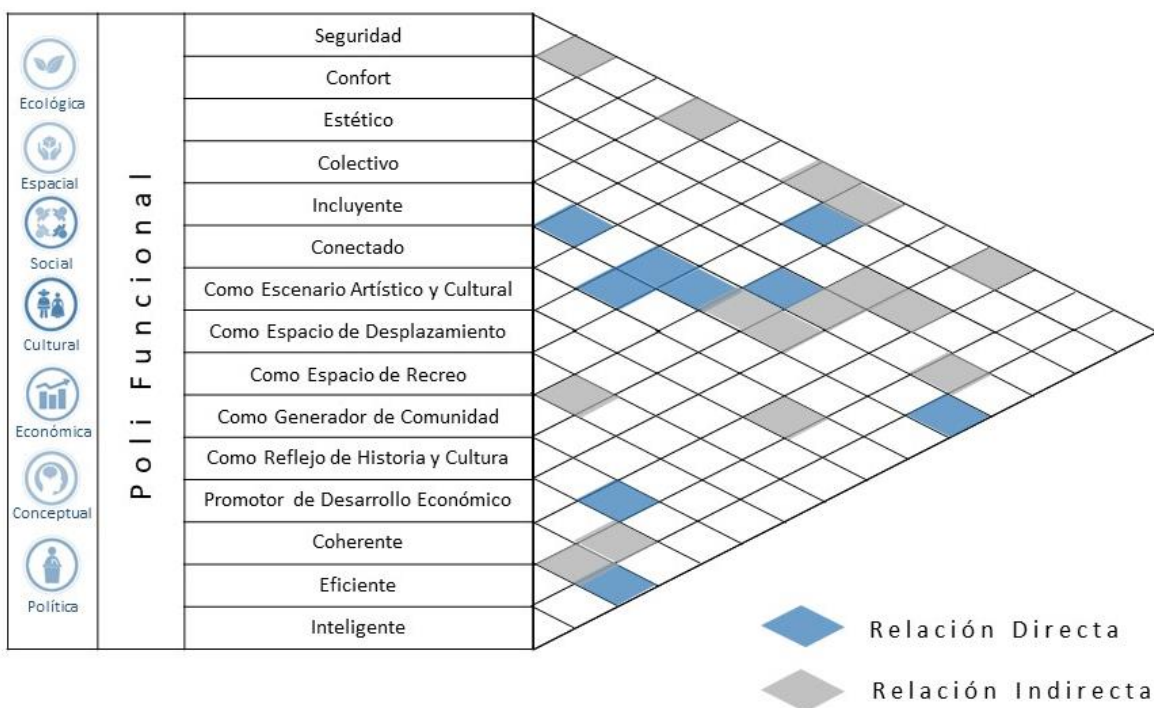 Ecológica
Espacial
Social
Cultural
Económica
Conceptual
Política
Poli Funcional
Seguridad
Confort
Estético
Colectivo
Incluyente
Conectado
Como Escenario Artístico y Cultural
Como Espacio de Desplazamiento
Como Espacio de Recreo
Como Generador de Comunidad
Como Reflejo de Historia y Cultura
Promotor de Desarrollo Económico
Coherente
Eficiente
Inteligente
Relación Directa
Relación Indirecta